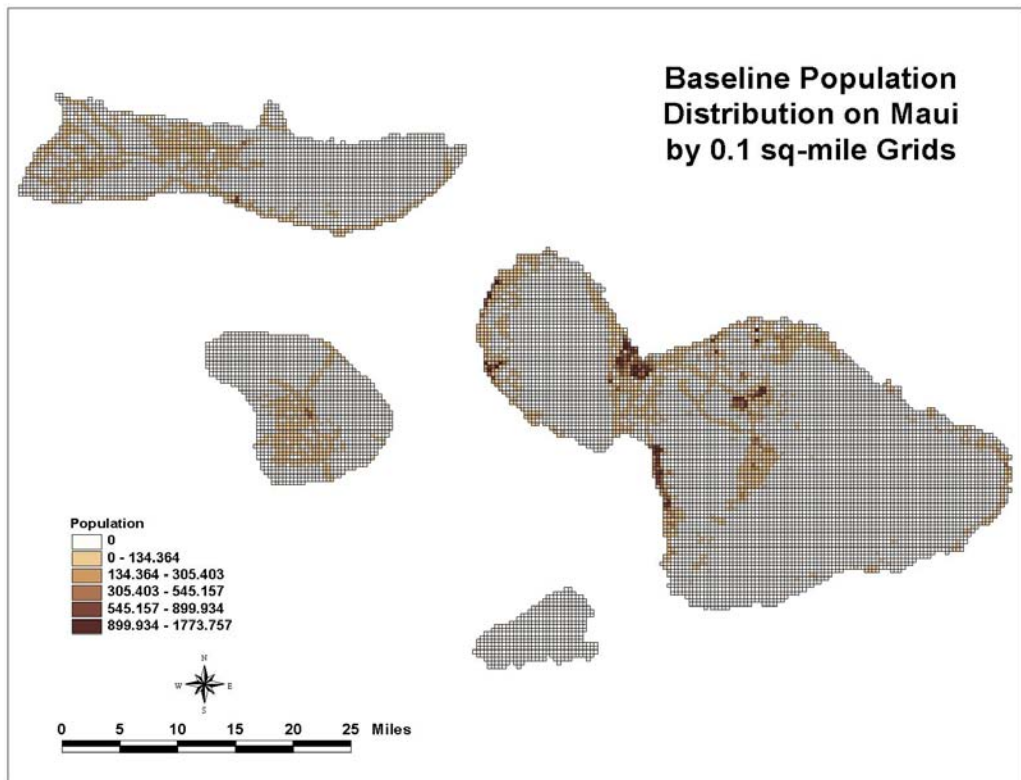 Baseline Population
Distribution on Maui
by 0.1 sq-mile Grids
Population
0
0 - 134.364
134.364 - 305.403
305.403 - 545.157
545.157 - 899.934
899.934 - 1773.757
N
W E
S
0 5 10 15 20 25 Miles